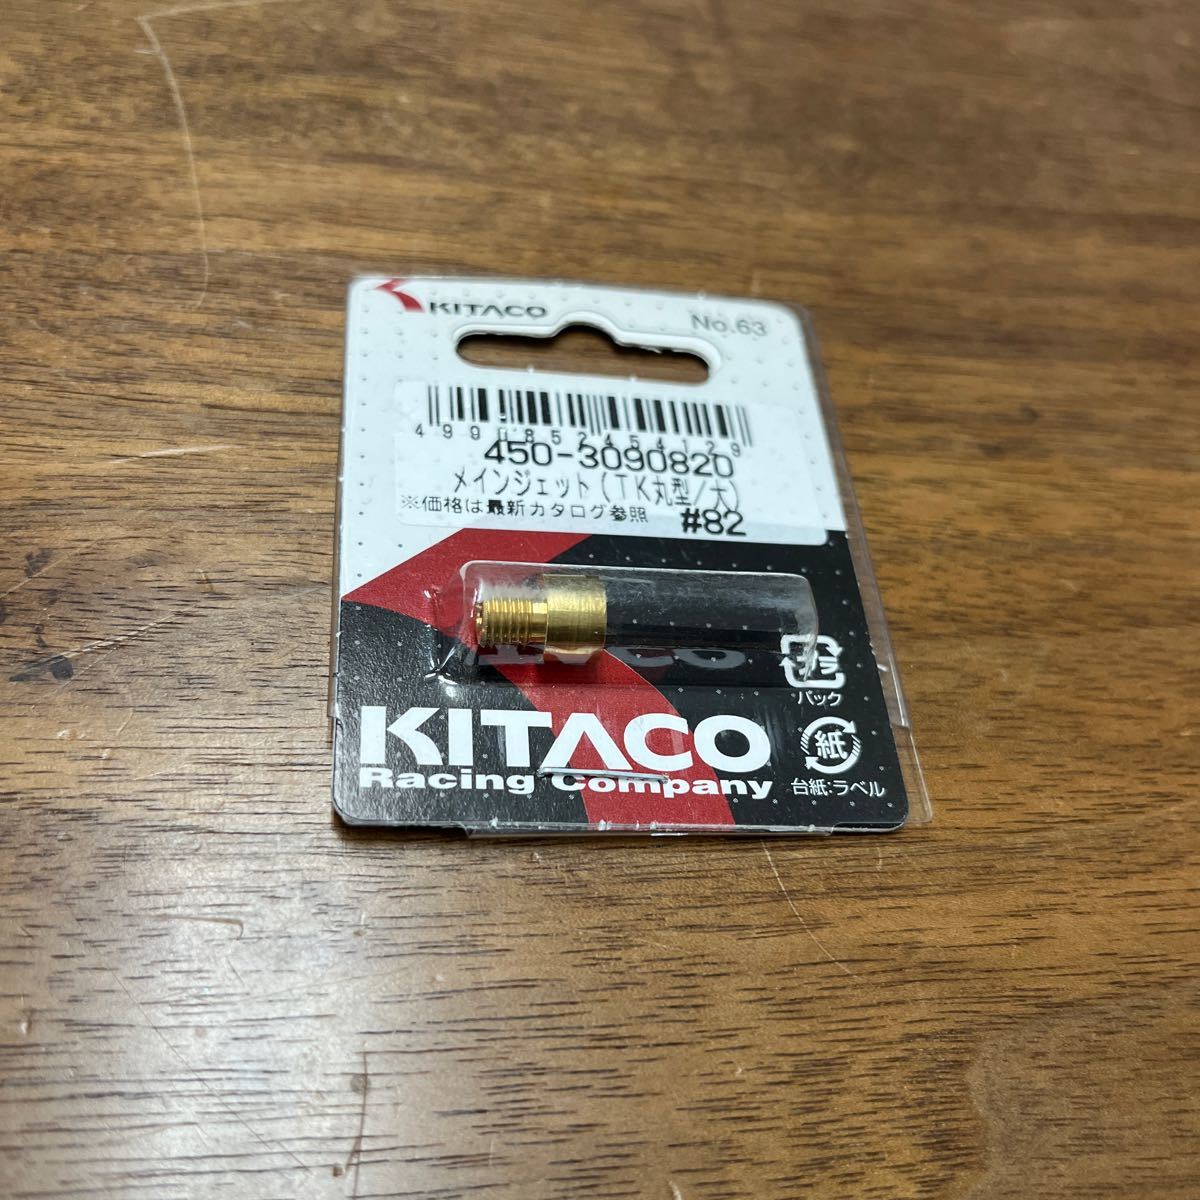 KITACO
No.63
4990852454129
450-3090820
メインジェット(TK丸型/大)
※価格は最新カタログ参照 #82
プラ
パック
KITACO
Racing Company
紙
台紙:ラベル